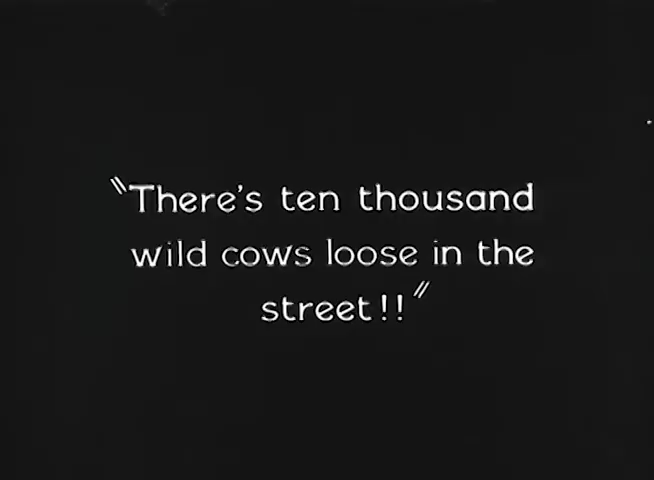 "There's ten thousand
wild cows loose in the
street!!"